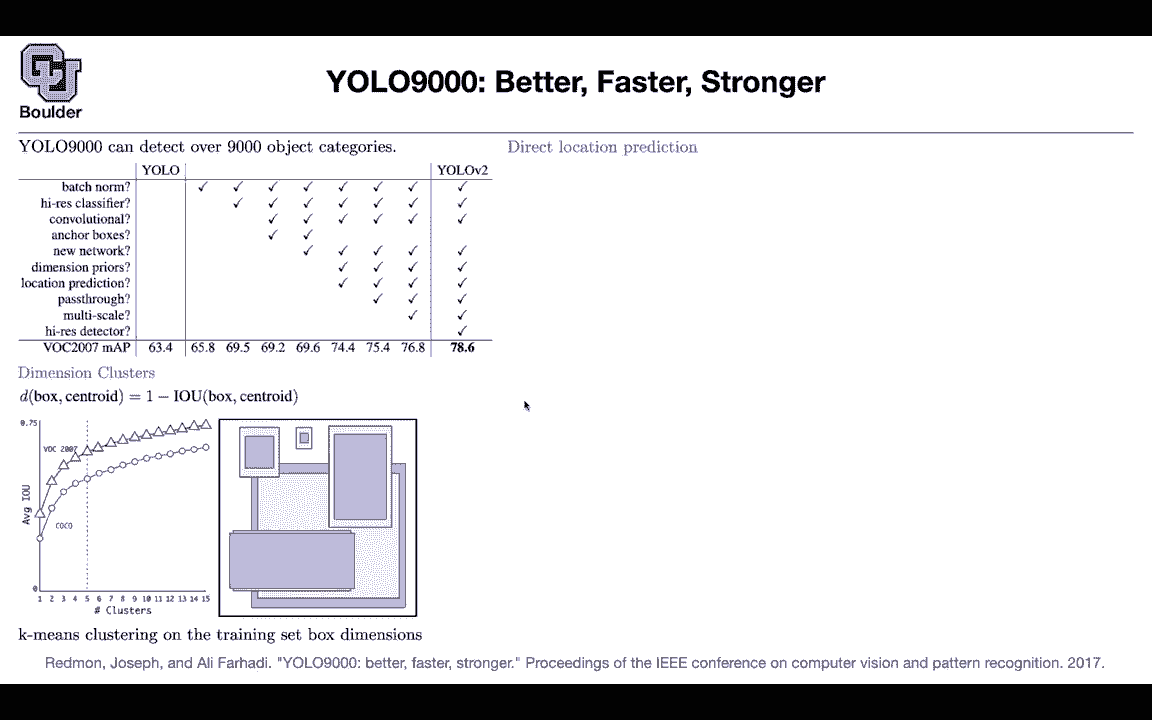 CU
Boulder
YOLO9000: Better, Faster, Stronger
YOLO9000 can detect over 9000 object categories.
YOLO YOLOv2
batch norm? ✓ ✓ ✓ ✓ ✓ ✓ ✓ ✓
hi-res classifier? ✓ ✓ ✓ ✓ ✓ ✓ ✓
convolutional? ✓ ✓ ✓ ✓ ✓ ✓
anchor boxes? ✓ ✓
new network? ✓ ✓ ✓ ✓ ✓
dimension priors? ✓ ✓ ✓ ✓
location prediction? ✓ ✓ ✓ ✓
passthrough? ✓ ✓ ✓
multi-scale? ✓ ✓
hi-res detector? ✓
VOC2007 mAP 63.4 65.8 69.5 69.2 69.6 74.4 75.4 76.8 78.6
Dimension Clusters
d(box, centroid) = 1 − IOU(box, centroid)
0.75
VOC 2007
Avg IOU
COCO
0
1 2 3 4 5 6 7 8 9 10 11 12 13 14 15
# Clusters
k-means clustering on the training set box dimensions
Direct location prediction
Redmon, Joseph, and Ali Farhadi. "YOLO9000: better, faster, stronger." Proceedings of the IEEE conference on computer vision and pattern recognition. 2017.